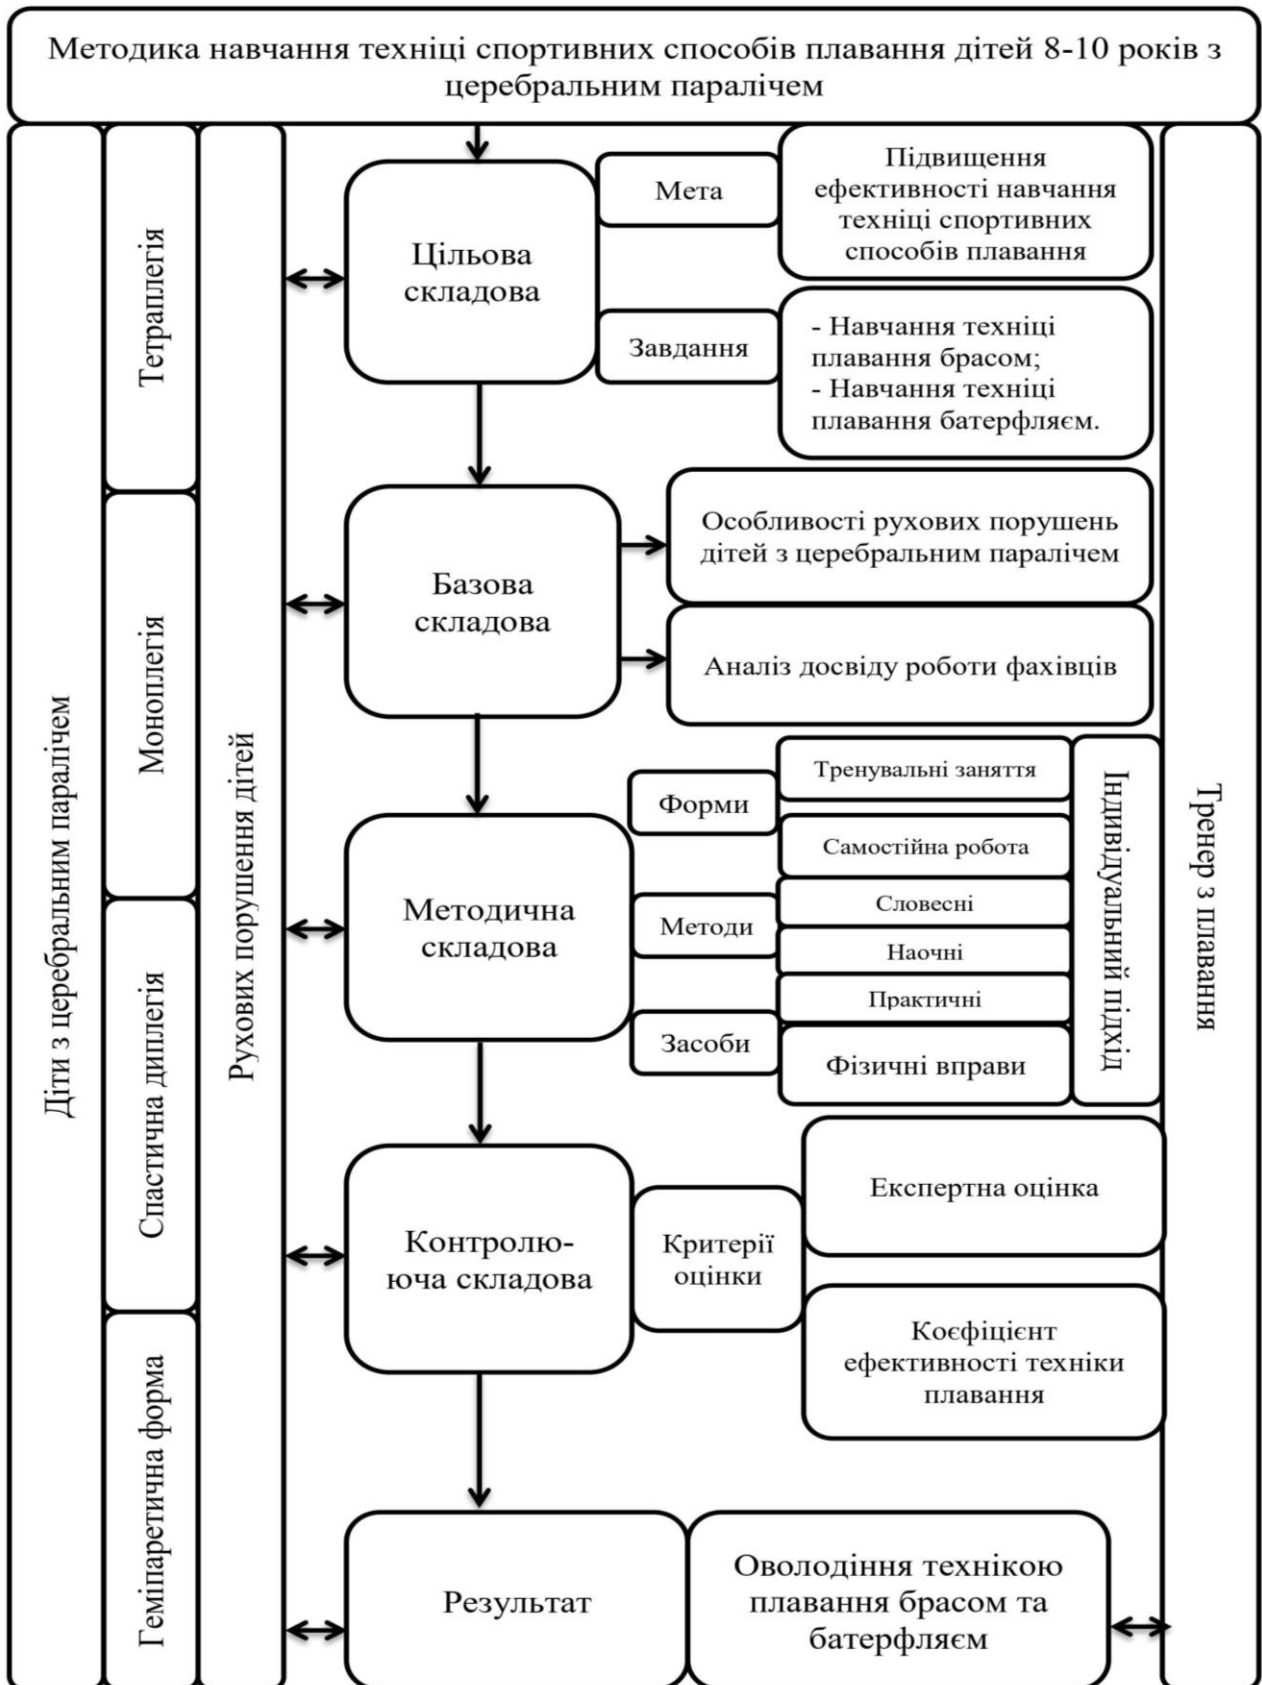 Методика навчання техніці спортивних способів плавання дітей 8-10 років з
церебральним паралічем
Діти з церебральним паралічем
Тетраплегія
Моноплегія
Спастична диплегія
Геміпаретична форма
Рухових порушення дітей
Цільова
складова
Мета
Підвищення
ефективності навчання
техніці спортивних
способів плавання
Завдання
- Навчання техніці
плавання брасом;
- Навчання техніці
плавання батерфляєм.
Базова
складова
Особливості рухових порушень
дітей з церебральним паралічем
Аналіз досвіду роботи фахівців
Методична
складова
Форми
Тренувальні заняття
Самостійна робота
Методи
Словесні
Наочні
Практичні
Засоби
Фізичні вправи
Індивідуальний підхід
Контролю-
юча складова
Критерії
оцінки
Експертна оцінка
Коєфіцієнт
ефективності техніки
плавання
Результат
Оволодіння технікою
плавання брасом та
батерфляєм
Тренер з плавання